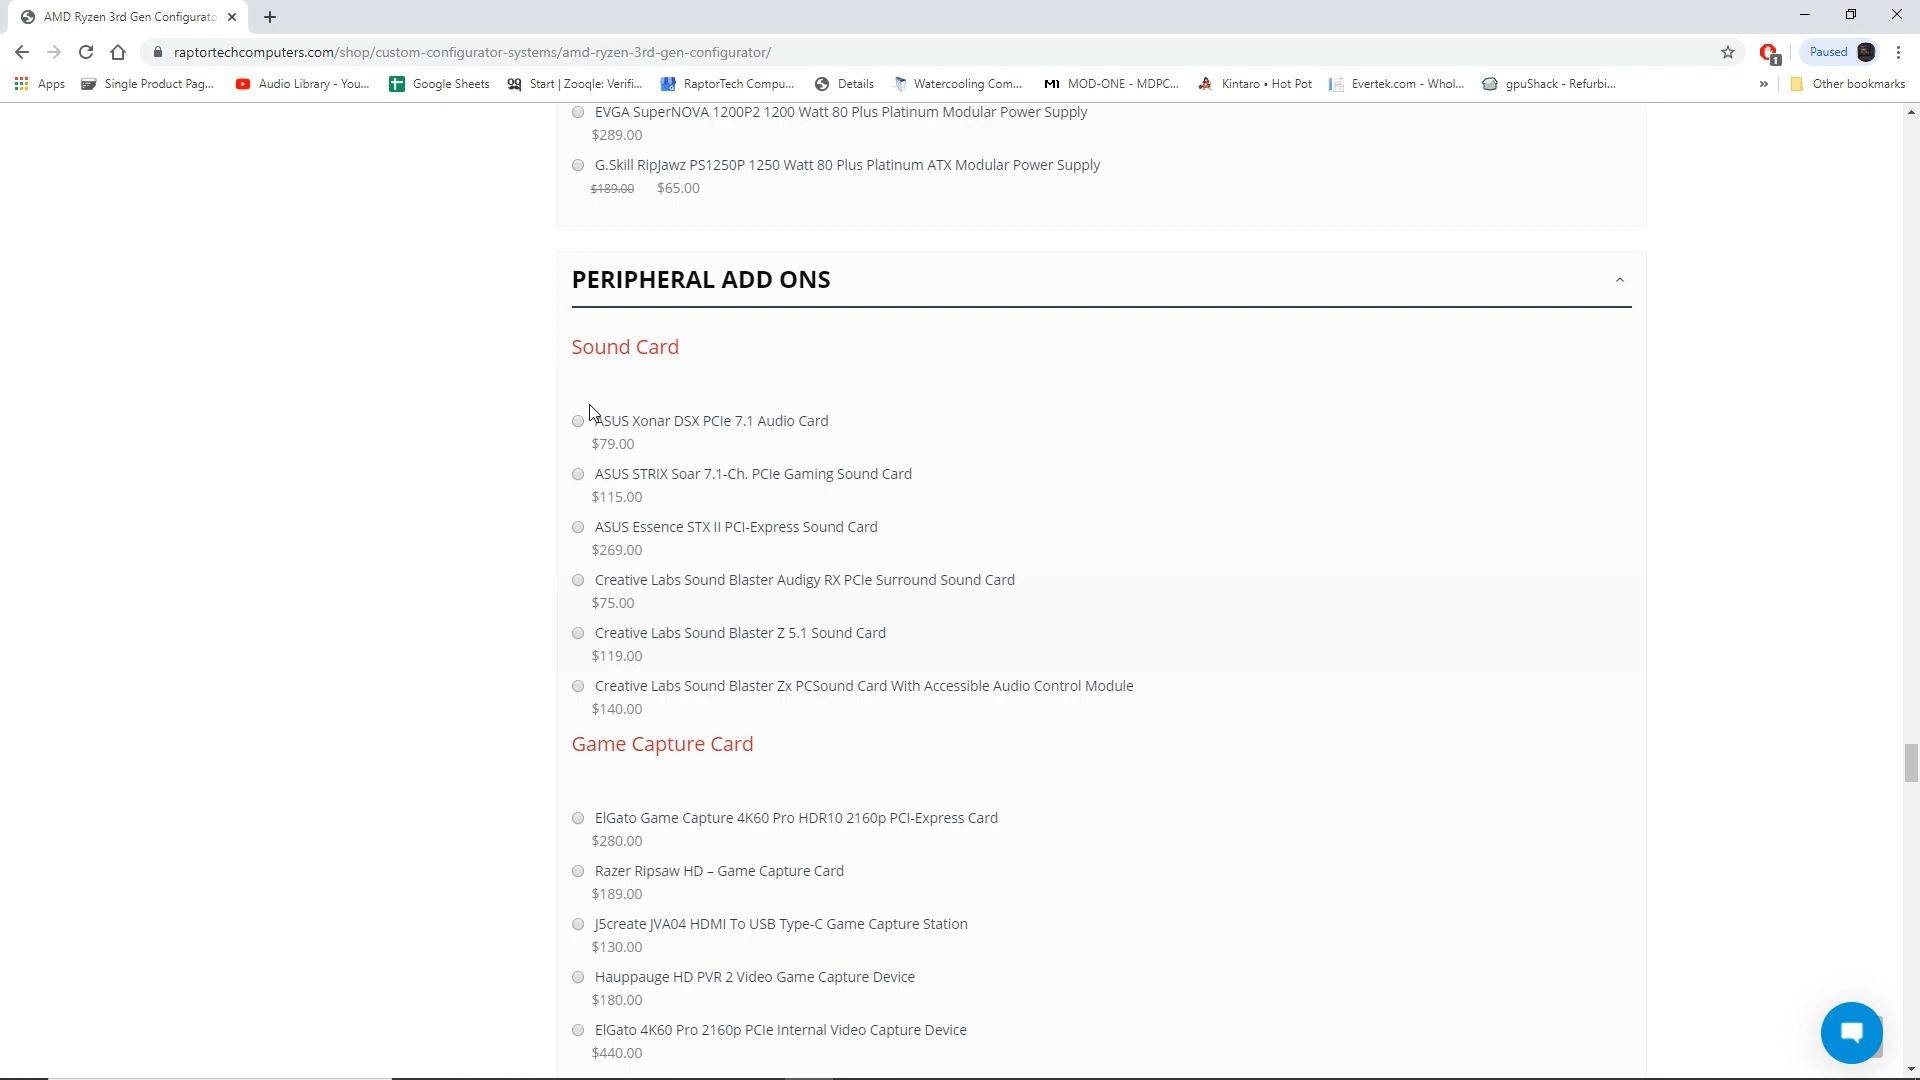 AMD Ryzen 3rd Gen Configurato
raptortechcomputers.com/shop/custom-configurator-systems/amd-ryzen-3rd-gen-configurator/
1
Paused
Apps
Single Product Pag...
Audio Library - You...
Google Sheets
Start | Zooqle: Verifi...
RaptorTech Compu...
Details
Watercooling Com...
M1
MOD-ONE - MDPC...
Kintaro • Hot Pot
Evertek.com - Whol...
gpuShack - Refurbi...
»
Other bookmarks
EVGA SuperNOVA 1200P2 1200 Watt 80 Plus Platinum Modular Power Supply
$289.00
G.Skill RipJawz PS1250P 1250 Watt 80 Plus Platinum ATX Modular Power Supply
$189.00 $65.00
PERIPHERAL ADD ONS
Sound Card
ASUS Xonar DSX PCIe 7.1 Audio Card
$79.00
ASUS STRIX Soar 7.1-Ch. PCIe Gaming Sound Card
$115.00
ASUS Essence STX II PCI-Express Sound Card
$269.00
Creative Labs Sound Blaster Audigy RX PCIe Surround Sound Card
$75.00
Creative Labs Sound Blaster Z 5.1 Sound Card
$119.00
Creative Labs Sound Blaster Zx PCSound Card With Accessible Audio Control Module
$140.00
Game Capture Card
ElGato Game Capture 4K60 Pro HDR10 2160p PCI-Express Card
$280.00
Razer Ripsaw HD – Game Capture Card
$189.00
J5create JVA04 HDMI To USB Type-C Game Capture Station
$130.00
Hauppauge HD PVR 2 Video Game Capture Device
$180.00
ElGato 4K60 Pro 2160p PCIe Internal Video Capture Device
$440.00